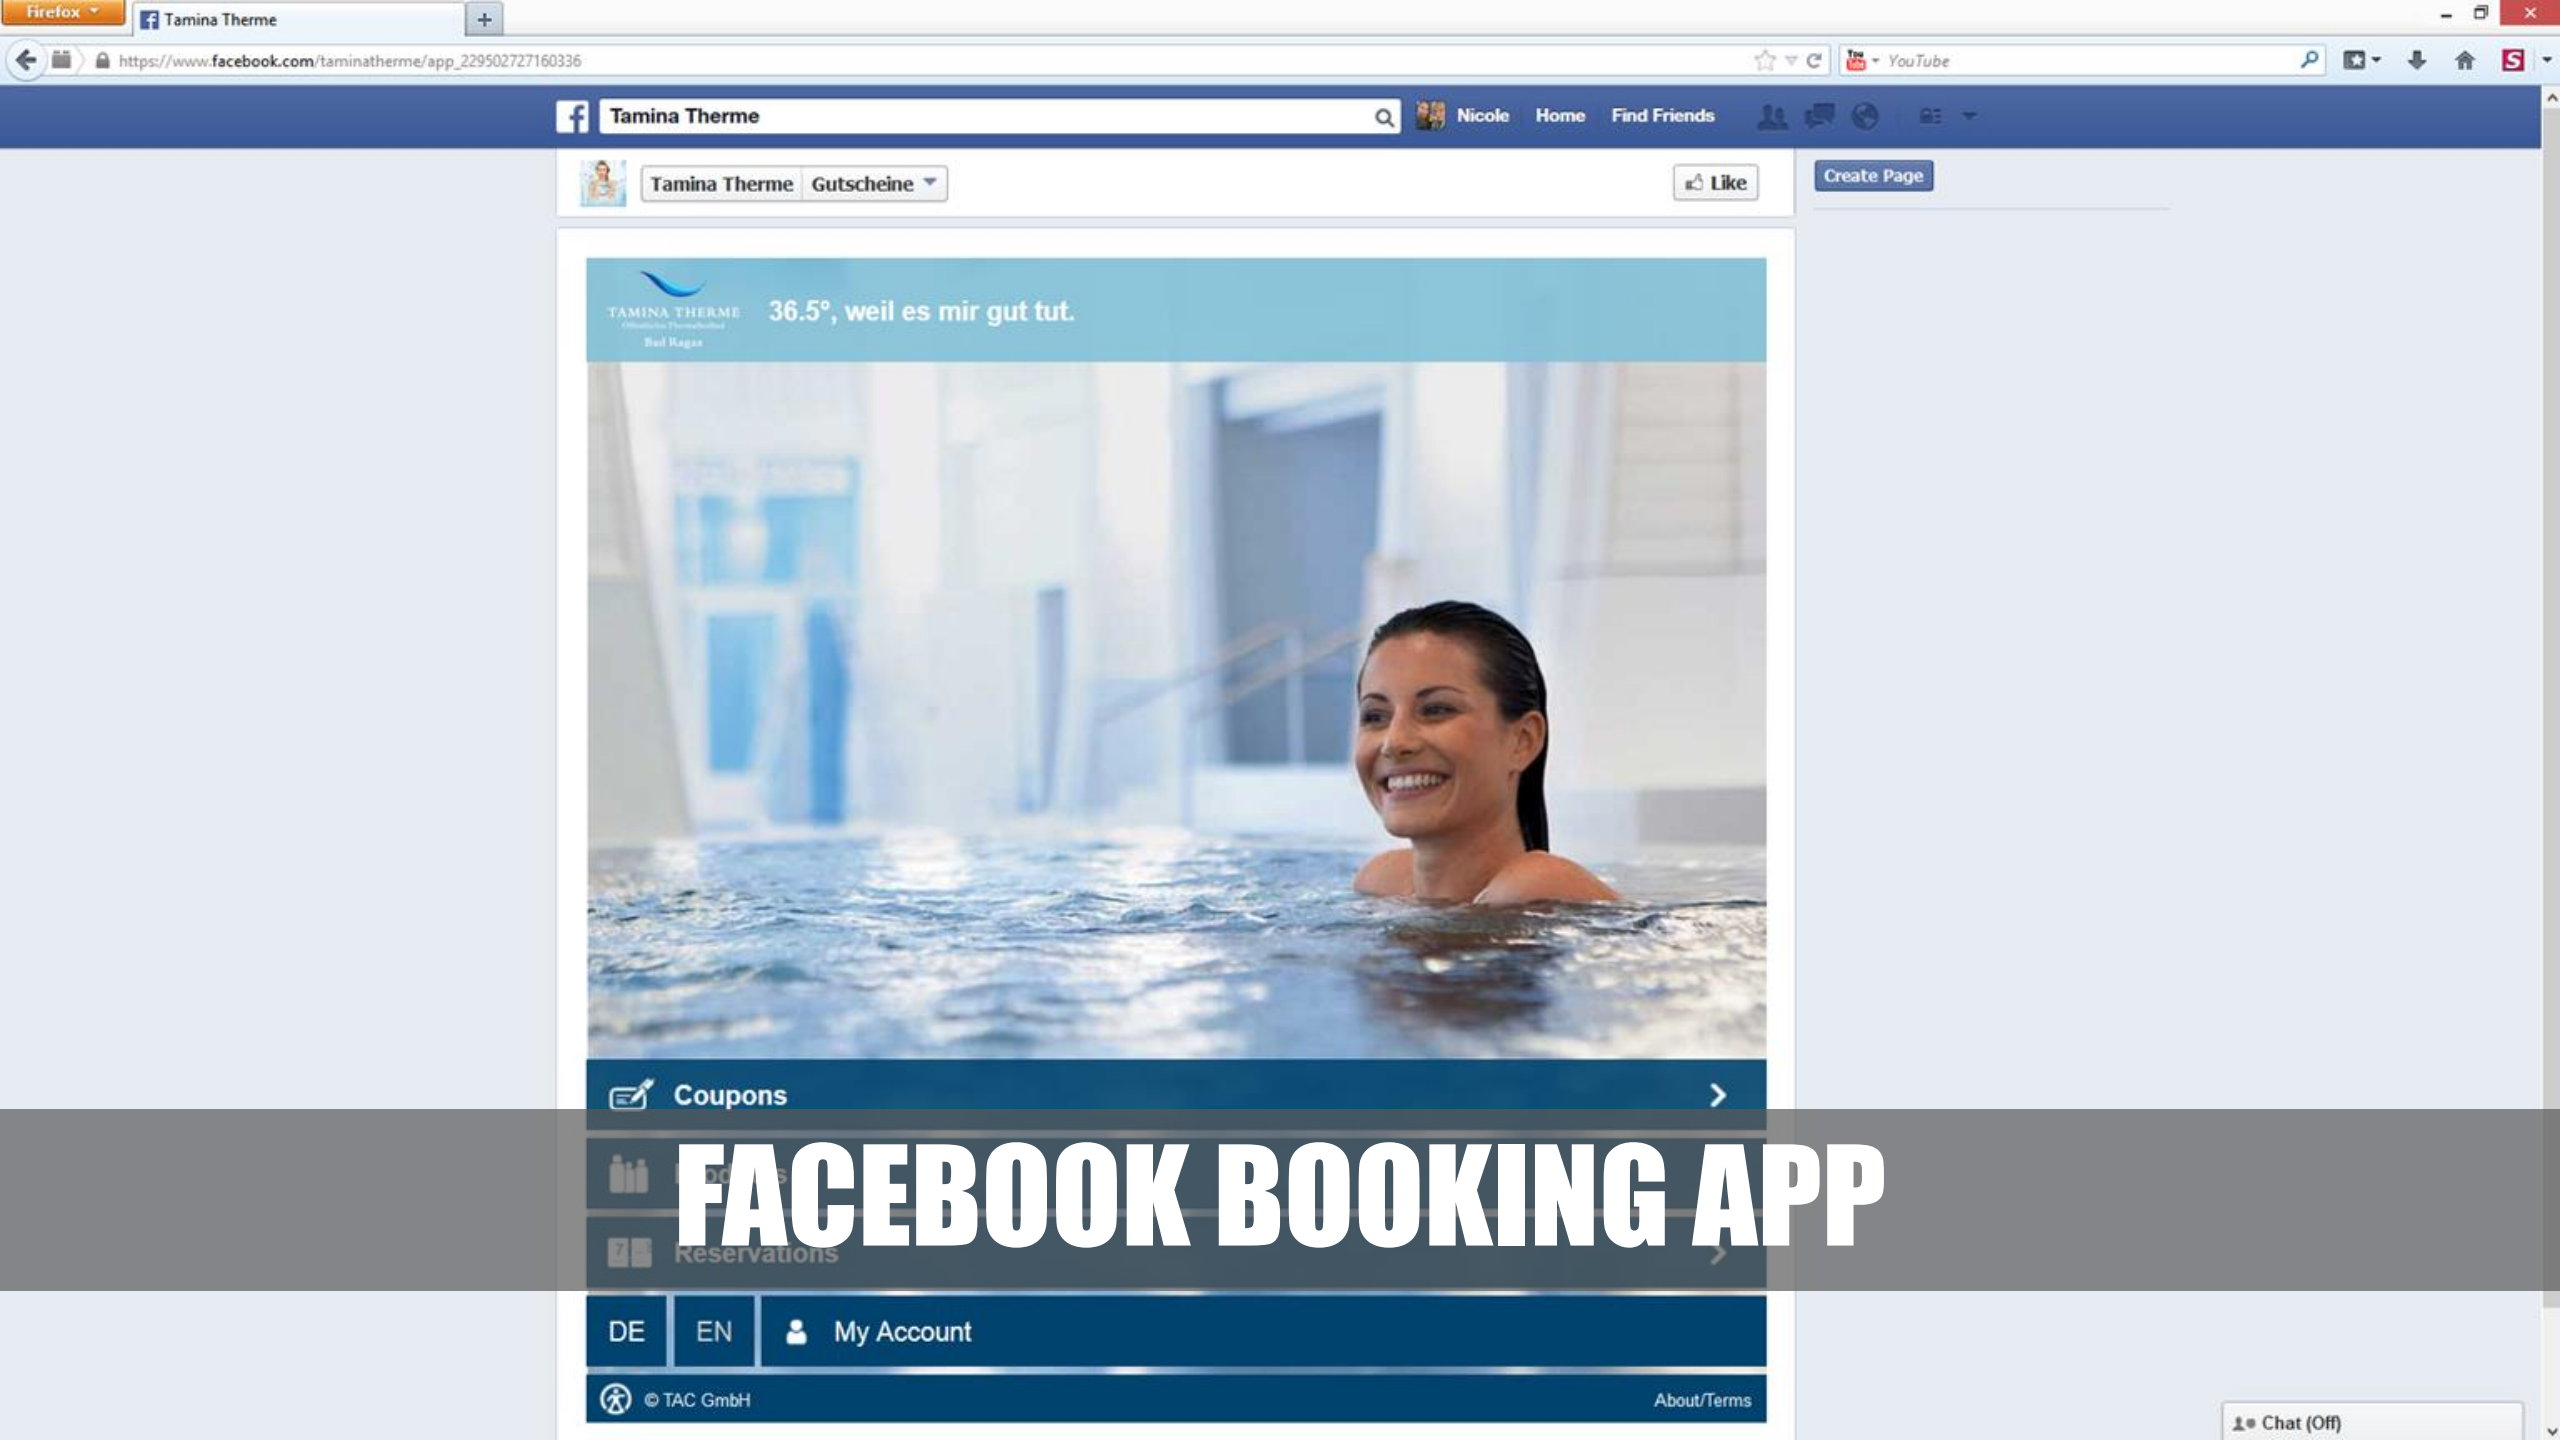 Firefox
Tamina Therme
https://www.facebook.com/taminatherme/app_229502727160336
You Tube
YouTube
Tamina Therme
Nicole
Home
Find Friends
Tamina Therme
Gutscheine
Like
Create Page
TAMINA THERME
Bad Ragaz
36.5°, weil es mir gut tut.
Coupons
FACEBOOK BOOKING APP
Reservations
DE
EN
My Account
© TAC GmbH
About/Terms
Chat (Off)